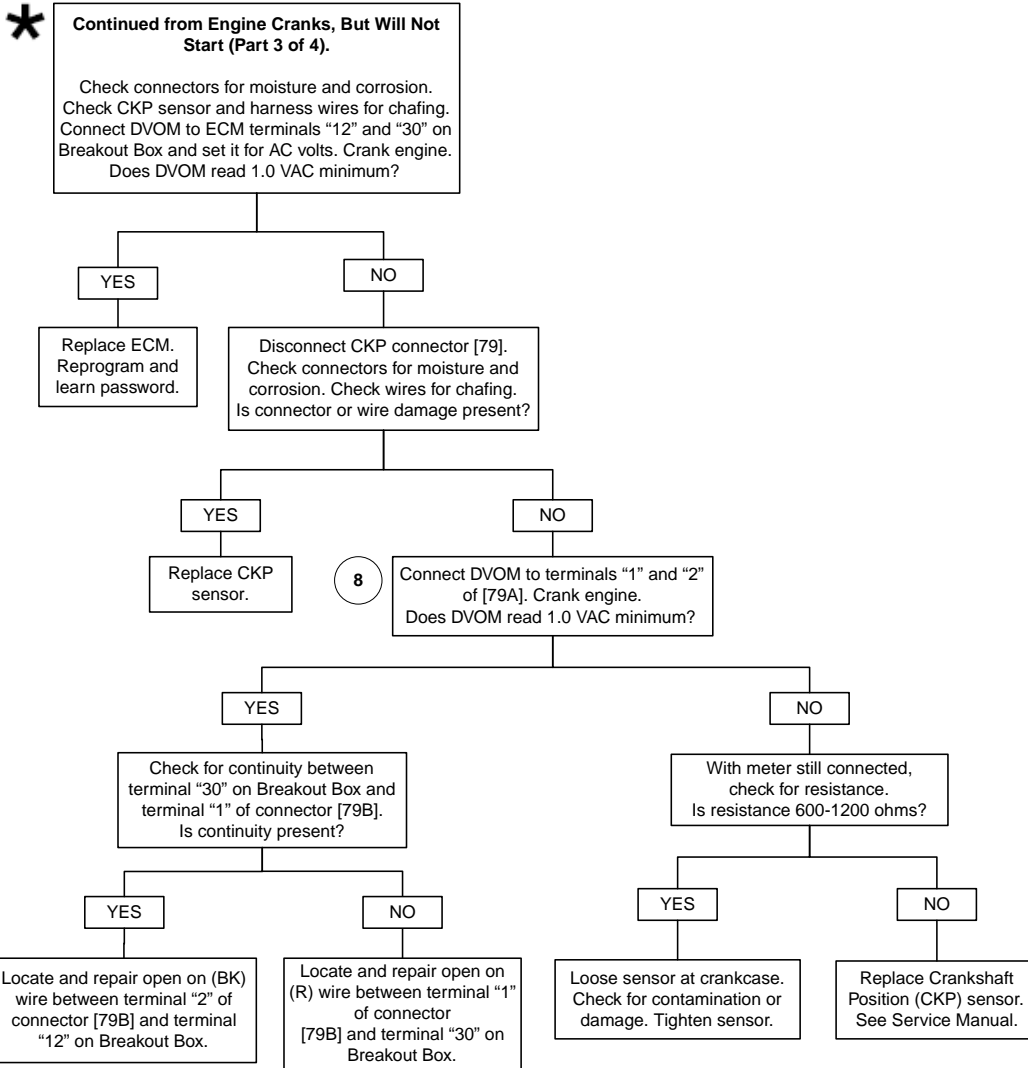 *
Continued from Engine Cranks, But Will Not
Start (Part 3 of 4).
Check connectors for moisture and corrosion.
Check CKP sensor and harness wires for chafing.
Connect DVOM to ECM terminals “12” and “30” on
Breakout Box and set it for AC volts. Crank engine.
Does DVOM read 1.0 VAC minimum?
YES
NO
Replace ECM.
Reprogram and
learn password.
Disconnect CKP connector [79].
Check connectors for moisture and
corrosion. Check wires for chafing.
Is connector or wire damage present?
YES
NO
Replace CKP
sensor.
8
Connect DVOM to terminals “1” and “2”
of [79A]. Crank engine.
Does DVOM read 1.0 VAC minimum?
YES
NO
Check for continuity between
terminal “30” on Breakout Box and
terminal “1” of connector [79B].
Is continuity present?
With meter still connected,
check for resistance.
Is resistance 600-1200 ohms?
YES
NO
YES
NO
Locate and repair open on (BK)
wire between terminal “2” of
connector [79B] and terminal
“12” on Breakout Box.
Locate and repair open on
(R) wire between terminal “1”
of connector
[79B] and terminal “30” on
Breakout Box.
Loose sensor at crankcase.
Check for contamination or
damage. Tighten sensor.
Replace Crankshaft
Position (CKP) sensor.
See Service Manual.